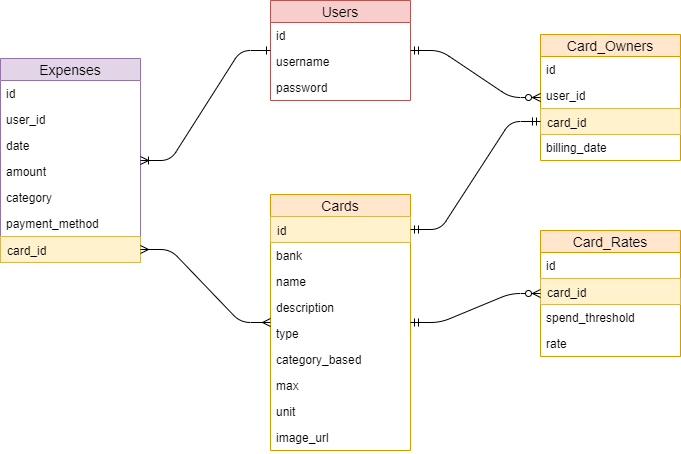 Users
id
username
password
Expenses
id
user_id
date
amount
category
payment_method
card_id
Card_Owners
id
user_id
card_id
billing_date
Cards
id
bank
name
description
type
category_based
max
unit
image_url
Card_Rates
id
card_id
spend_threshold
rate